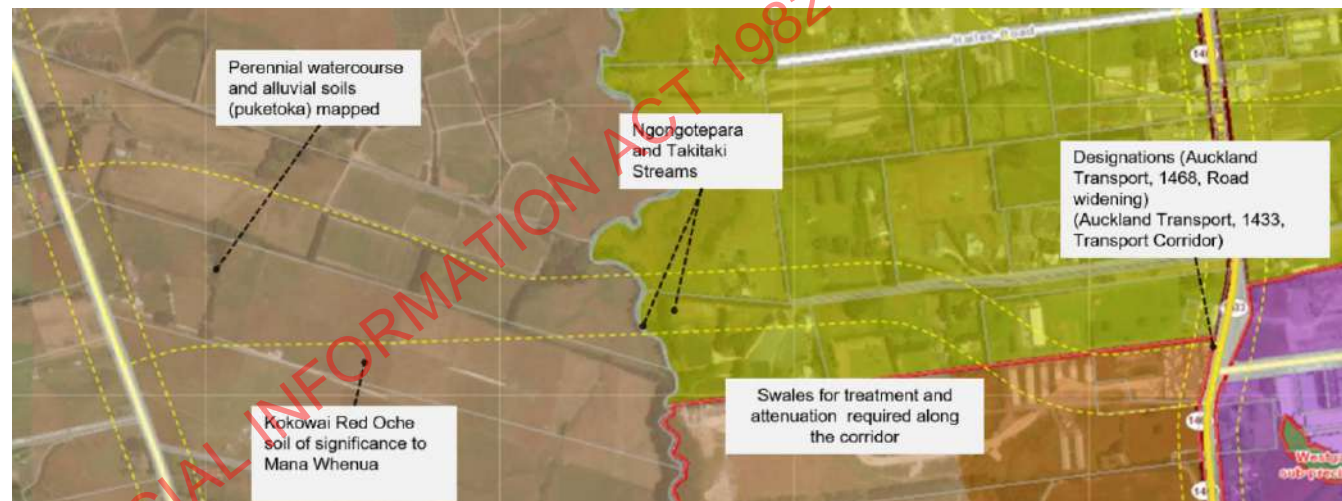 Perennial watercourse
and alluvial soils
(puketoka) mapped
Ngongotepara
and Takitaki
Streams
Designations (Auckland
Transport, 1468, Road
widening)
(Auckland Transport, 1433,
Transport Corridor)
Kokowai Red Oche
soil of significance to
Mana Whenua
Swales for treatment and
attenuation required along
the corridor
Road
CIAL INFORMATION ACT 1982